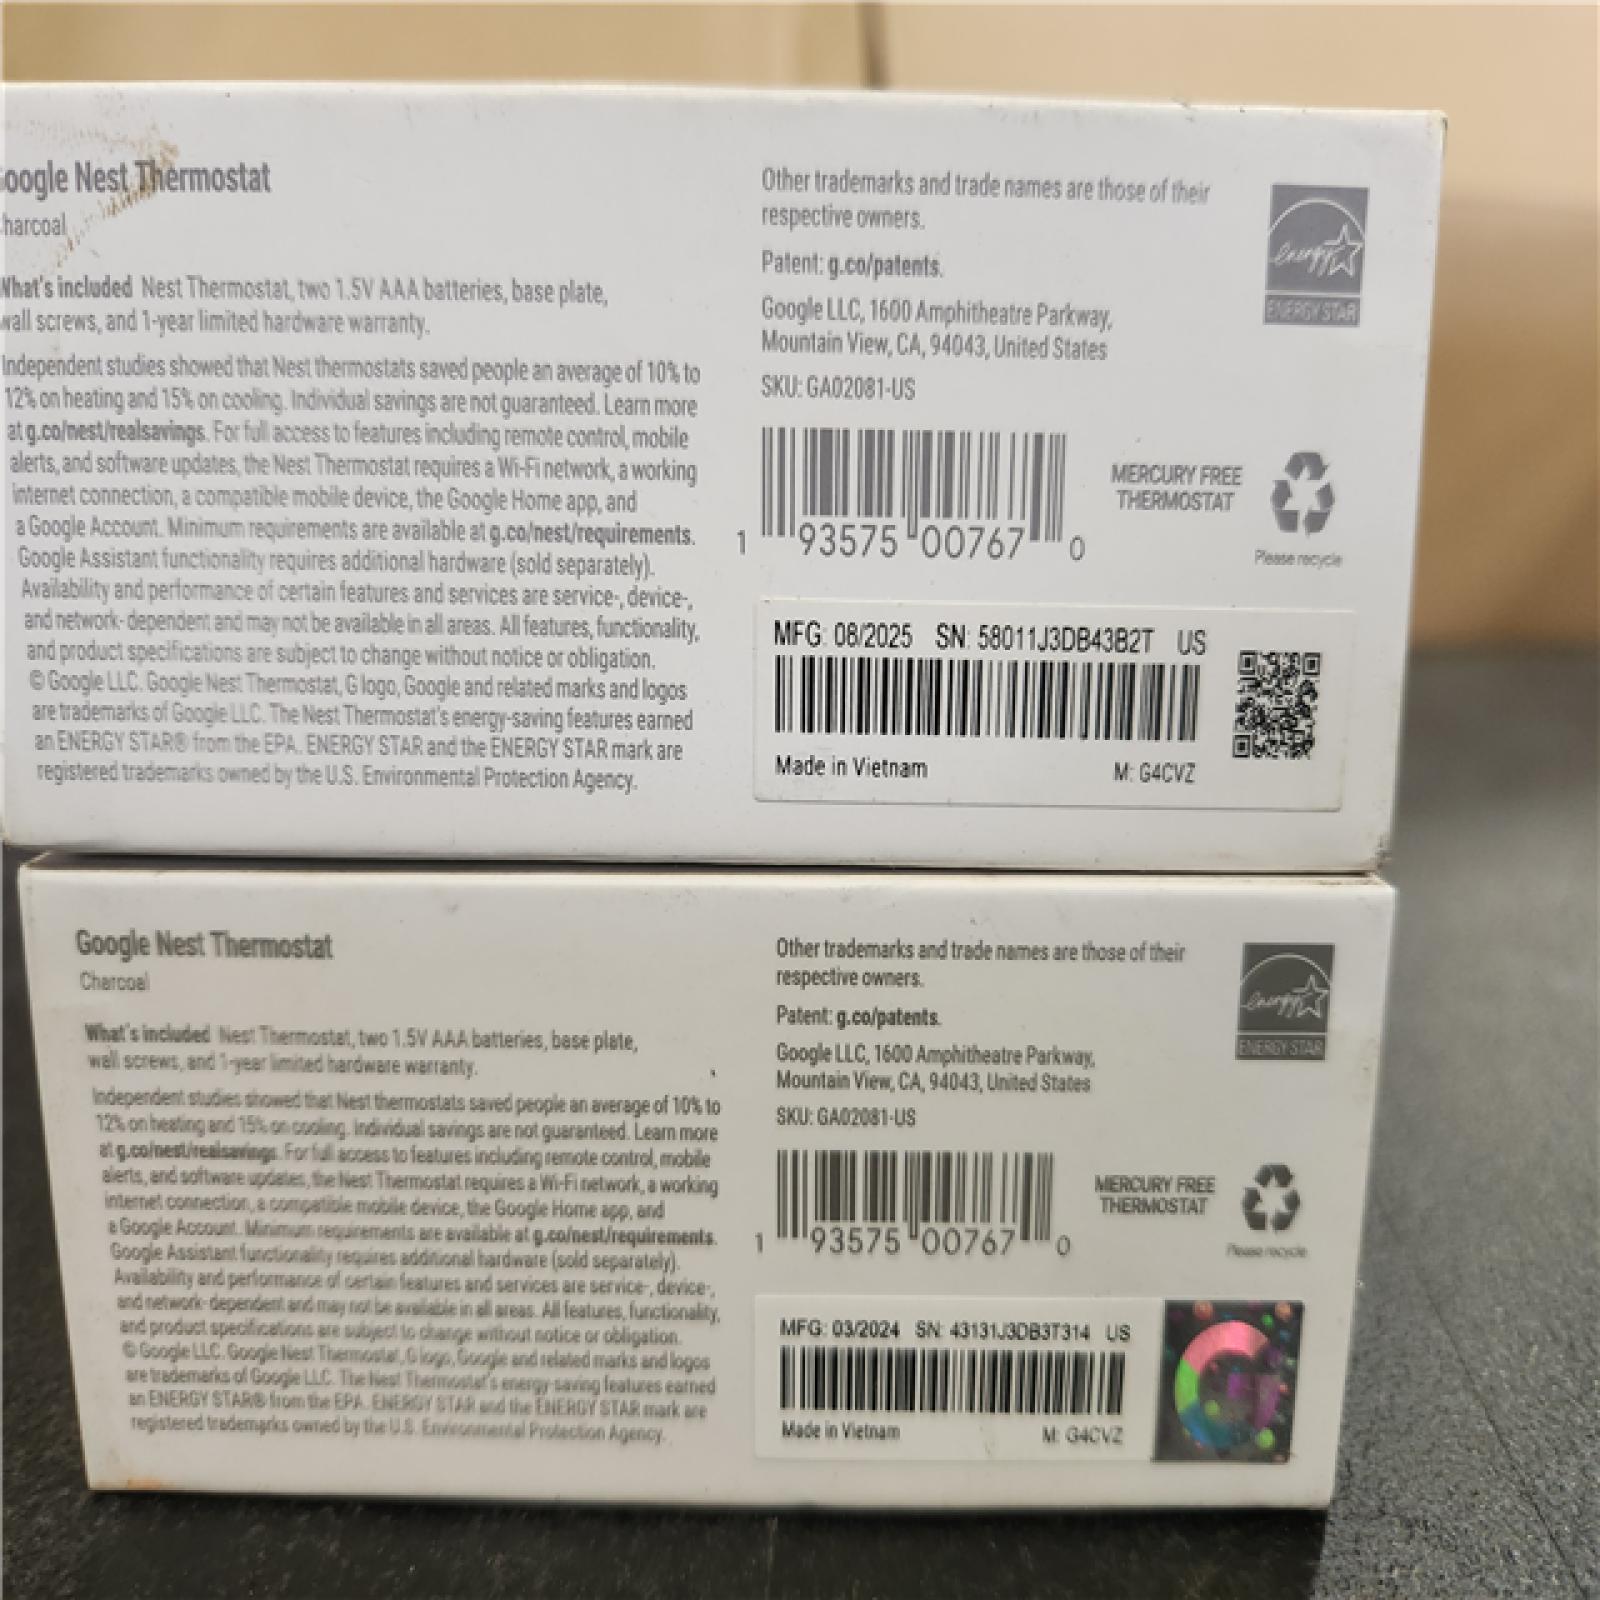 oogle Nest Thermostat
harcoal
What's included Nest Thermostat, two 1.5V AAA batteries, base plate,
wall screws, and 1-year limited hardware warranty.
Independent studies showed that Nest thermostats saved people an average of 10% to
12% on heating and 15% on cooling. Individual savings are not guaranteed. Learn more
at g.co/nest/realsavings. For full access to features including remote control, mobile
alerts, and software updates, the Nest Thermostat requires a Wi-Fi network, a working
internet connection, a compatible mobile device, the Google Home app, and
a Google Account. Minimum requirements are available at g.co/nest/requirements.
Google Assistant functionality requires additional hardware (sold separately).
Availability and performance of certain features and services are service-, device-,
and network-dependent and may not be available in all areas. All features, functionality,
and product specifications are subject to change without notice or obligation.
© Google LLC. Google Nest Thermostat, G logo, Google and related marks and logos
are trademarks of Google LLC. The Nest Thermostat's energy-saving features earned
an ENERGY STAR® from the EPA. ENERGY STAR and the ENERGY STAR mark are
registered trademarks owned by the U.S. Environmental Protection Agency.
Other trademarks and trade names are those of their
respective owners.
Patent: g.co/patents.
Google LLC, 1600 Amphitheatre Parkway,
Mountain View, CA, 94043, United States
SKU: GA02081-US
energy
ENERGY STAR
1 93575 00767 0
MERCURY FREE
THERMOSTAT
Please recycle
MFG: 08/2025 SN: 58011J3DB43B2T US
Made in Vietnam M: G4CVZ
Google Nest Thermostat
Charcoal
What's included Nest Thermostat, two 1.5V AAA batteries, base plate,
wall screws, and 1-year limited hardware warranty.
Independent studies showed that Nest thermostats saved people an average of 10% to
12% on heating and 15% on cooling. Individual savings are not guaranteed. Learn more
at g.co/nest/realsavings. For full access to features including remote control, mobile
alerts, and software updates, the Nest Thermostat requires a Wi-Fi network, a working
internet connection, a compatible mobile device, the Google Home app, and
a Google Account. Minimum requirements are available at g.co/nest/requirements.
Google Assistant functionality requires additional hardware (sold separately).
Availability and performance of certain features and services are service-, device-,
and network-dependent and may not be available in all areas. All features, functionality,
and product specifications are subject to change without notice or obligation.
© Google LLC. Google Nest Thermostat, G logo, Google and related marks and logos
are trademarks of Google LLC. The Nest Thermostat's energy-saving features earned
an ENERGY STAR® from the EPA. ENERGY STAR and the ENERGY STAR mark are
registered trademarks owned by the U.S. Environmental Protection Agency.
Other trademarks and trade names are those of their
respective owners.
Patent: g.co/patents.
Google LLC, 1600 Amphitheatre Parkway,
Mountain View, CA, 94043, United States
SKU: GA02081-US
energy
ENERGY STAR
1 93575 00767 0
MERCURY FREE
THERMOSTAT
Please recycle
MFG: 03/2024 SN: 43131J3DB3T314 US
Made in Vietnam M: G4CVZ
G